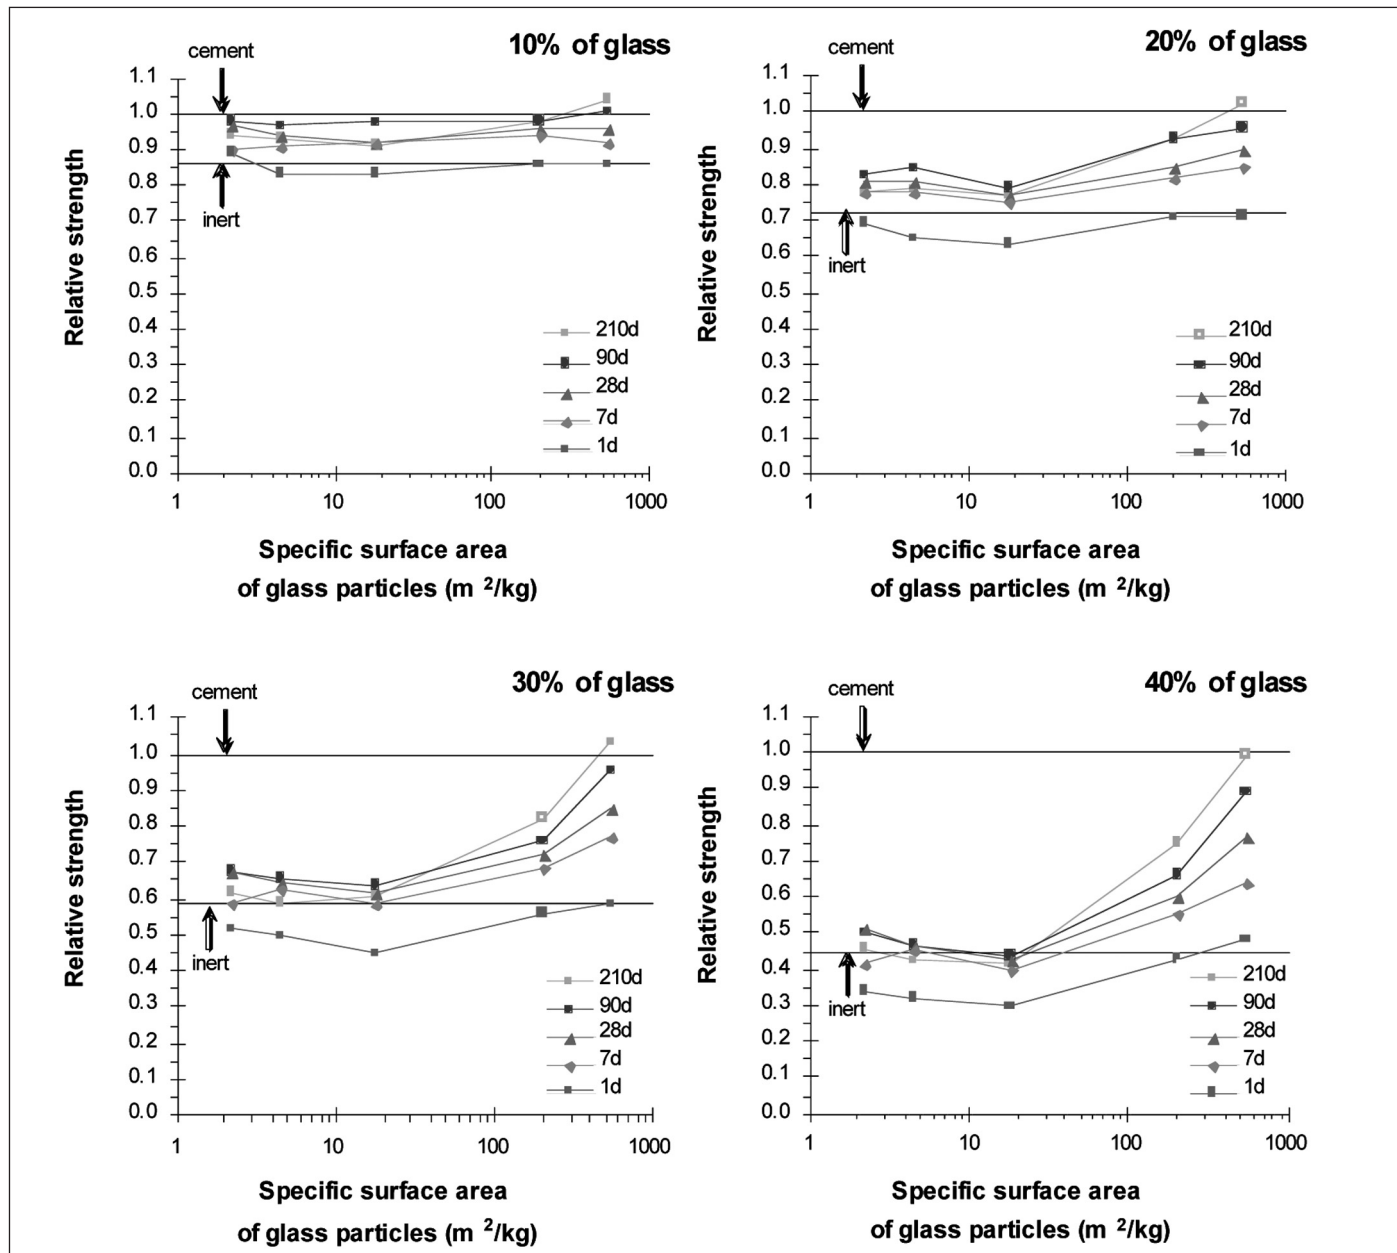 10% of glass
cement
1.1
1.0
0.9
0.8
0.7
0.6
0.5
0.4
0.3
0.2
0.1
0.0
inert
Relative strength
210d
90d
28d
7d
1d
1 10 100 1000
Specific surface area
of glass particles (m 2/kg)
20% of glass
cement
1.1
1.0
0.9
0.8
0.7
0.6
0.5
0.4
0.3
0.2
0.1
0.0
inert
Relative strength
210d
90d
28d
7d
1d
1 10 100 1000
Specific surface area
of glass particles (m 2/kg)
30% of glass
cement
1.1
1.0
0.9
0.8
0.7
0.6
0.5
0.4
0.3
0.2
0.1
0.0
inert
Relative strength
210d
90d
28d
7d
1d
1 10 100 1000
Specific surface area
of glass particles (m 2/kg)
40% of glass
cement
1.1
1.0
0.9
0.8
0.7
0.6
0.5
0.4
0.3
0.2
0.1
0.0
inert
Relative strength
210d
90d
28d
7d
1d
1 10 100 1000
Specific surface area
of glass particles (m 2/kg)